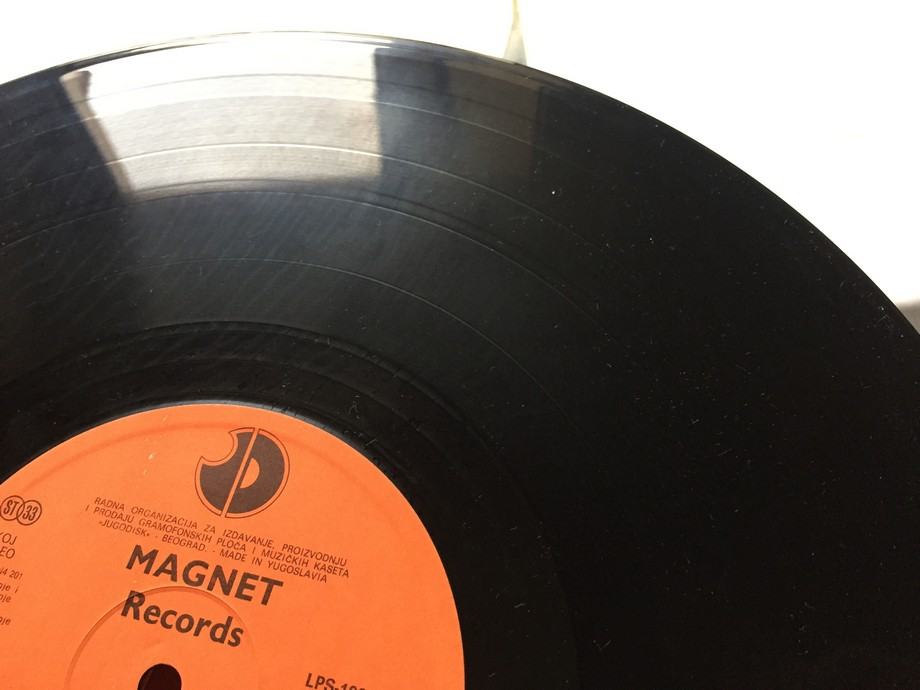 RADNA ORGANIZACIJA ZA IZDAVANJE, PROIZVODNJU
I PRODAJU GRAMOFONSKIH PLOČA I MUZIČKIH KASETA
»JUGODISK« - BEOGRAD. - MADE IN YUGOSLAVIA
ST 33
MAGNET
Records
LPS-